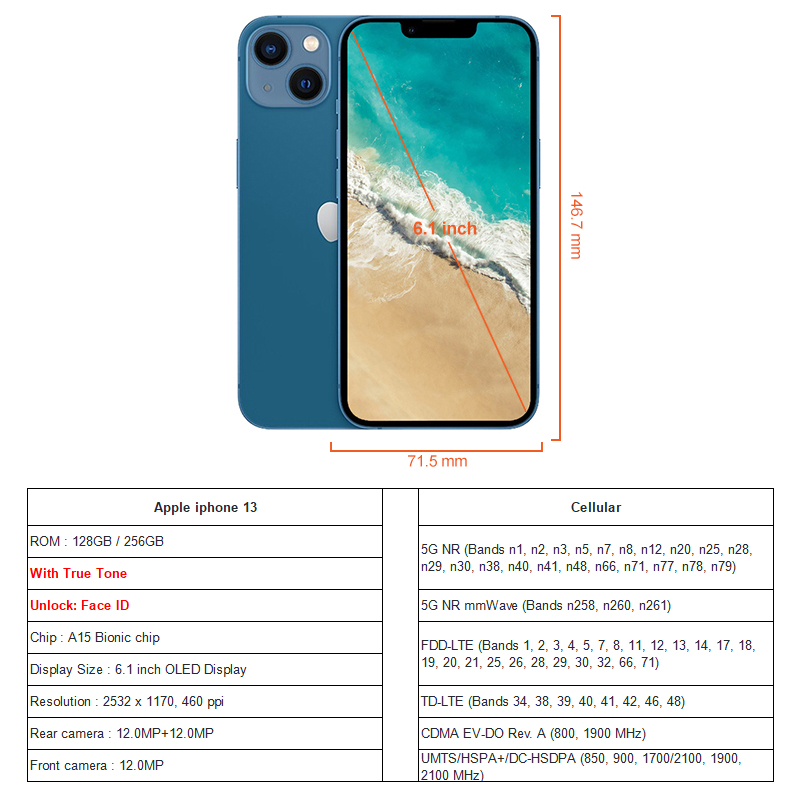 6.1 inch
146.7 mm
71.5 mm
Apple iphone 13
ROM : 128GB / 256GB
With True Tone
Unlock: Face ID
Chip : A15 Bionic chip
Display Size : 6.1 inch OLED Display
Resolution : 2532 x 1170, 460 ppi
Rear camera : 12.0MP+12.0MP
Front camera : 12.0MP
Cellular
5G NR (Bands n1, n2, n3, n5, n7, n8, n12, n20, n25, n28,
n29, n30, n38, n40, n41, n48, n66, n71, n77, n78, n79)
5G NR mmWave (Bands n258, n260, n261)
FDD-LTE (Bands 1, 2, 3, 4, 5, 7, 8, 11, 12, 13, 14, 17, 18,
19, 20, 21, 25, 26, 28, 29, 30, 32, 66, 71)
TD-LTE (Bands 34, 38, 39, 40, 41, 42, 46, 48)
CDMA EV-DO Rev. A (800, 1900 MHz)
UMTS/HSPA+/DC-HSDPA (850, 900, 1700/2100, 1900,
2100 MHz)